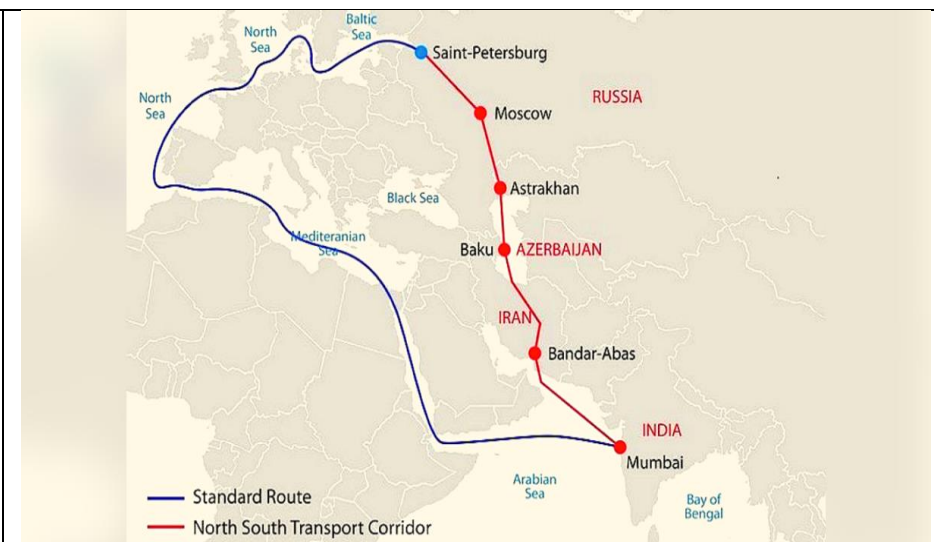 Baltic
Sea
North
Sea
Saint-Petersburg
North
Sea
RUSSIA
Moscow
Astrakhan
Black Sea
Mediteranian
Sea
Baku
AZERBAIJAN
IRAN
Bandar-Abas
INDIA
Mumbai
Arabian
Sea
Bay of
Bengal
Standard Route
North South Transport Corridor